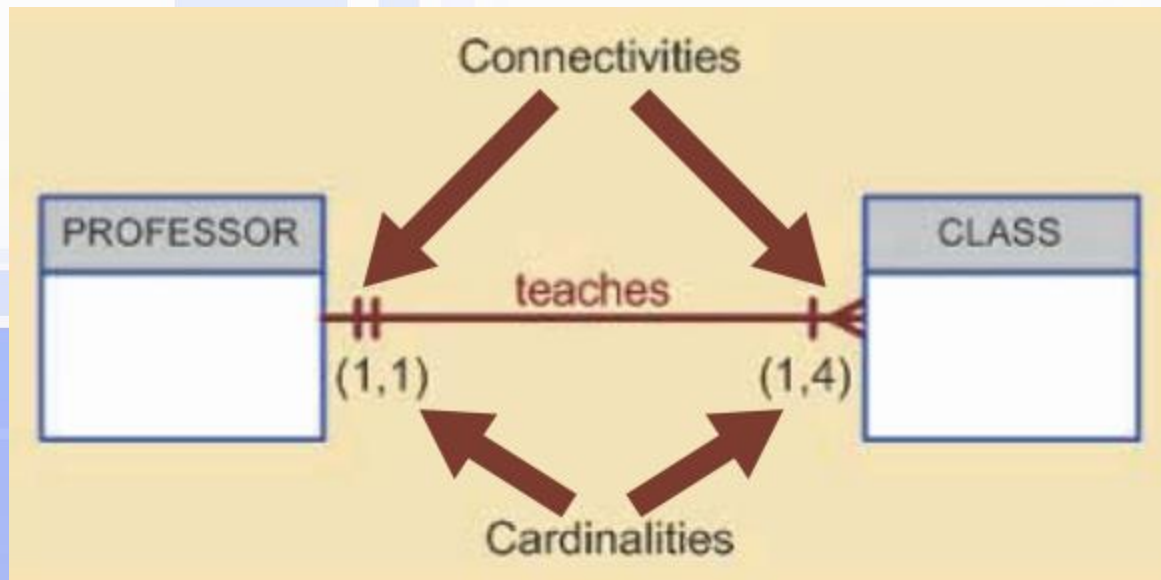 Connectivities
PROFESSOR
CLASS
teaches
(1,1)
(1,4)
Cardinalities